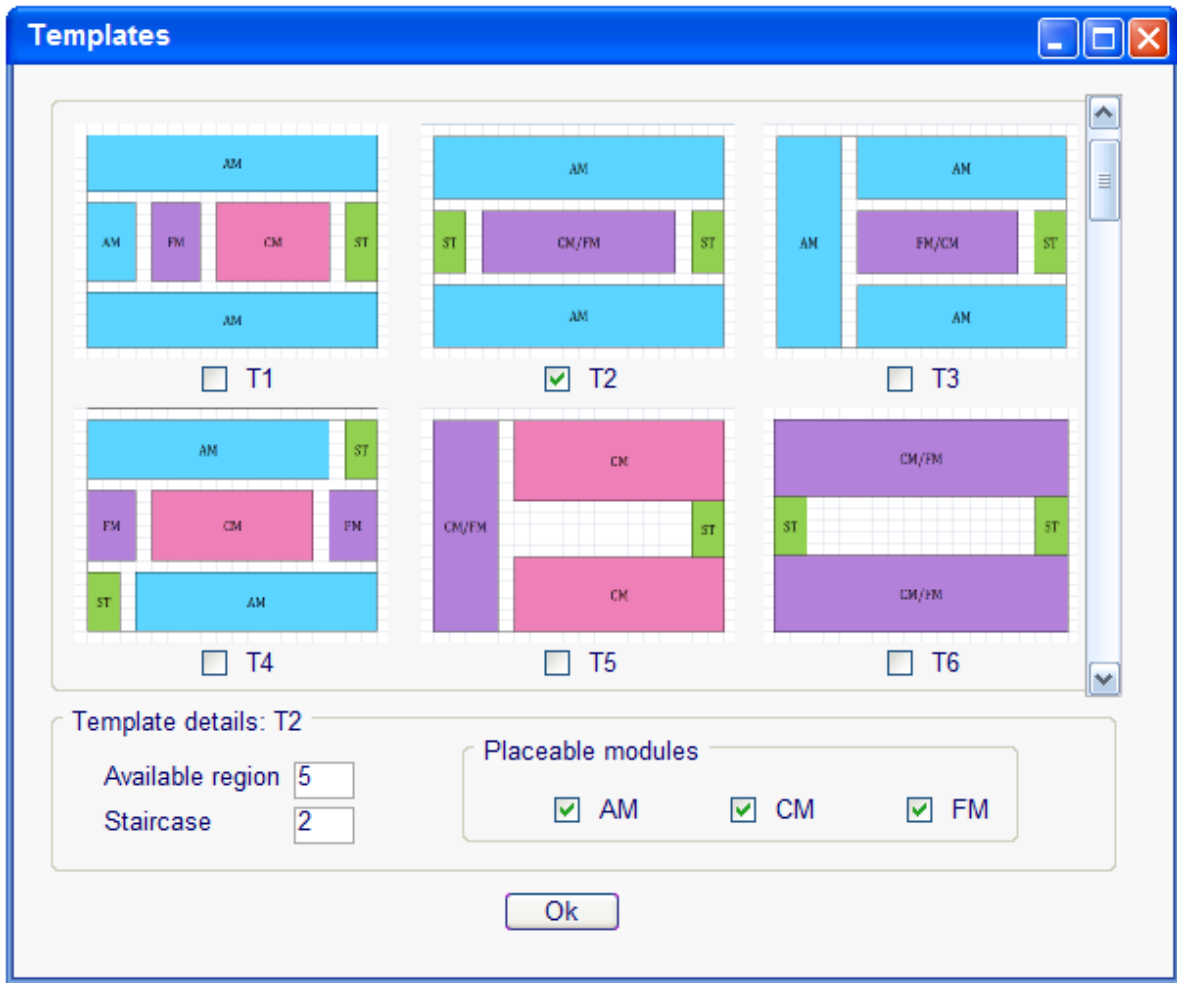 Templates
AM
AM FM CM ST
AM
T1
AM
ST CM/FM ST
AM
T2
AM
AM
FM/CM ST
AM
T3
AM ST
FM CM FM
ST AM
T4
CM
CM/FM ST
CM
T5
CM/FM
ST ST
CM/FM
T6
Template details: T2
Available region 5
Staircase 2
Placeable modules
AM CM FM
Ok